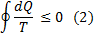 ∮ dQ/T ≤ 0 (2)